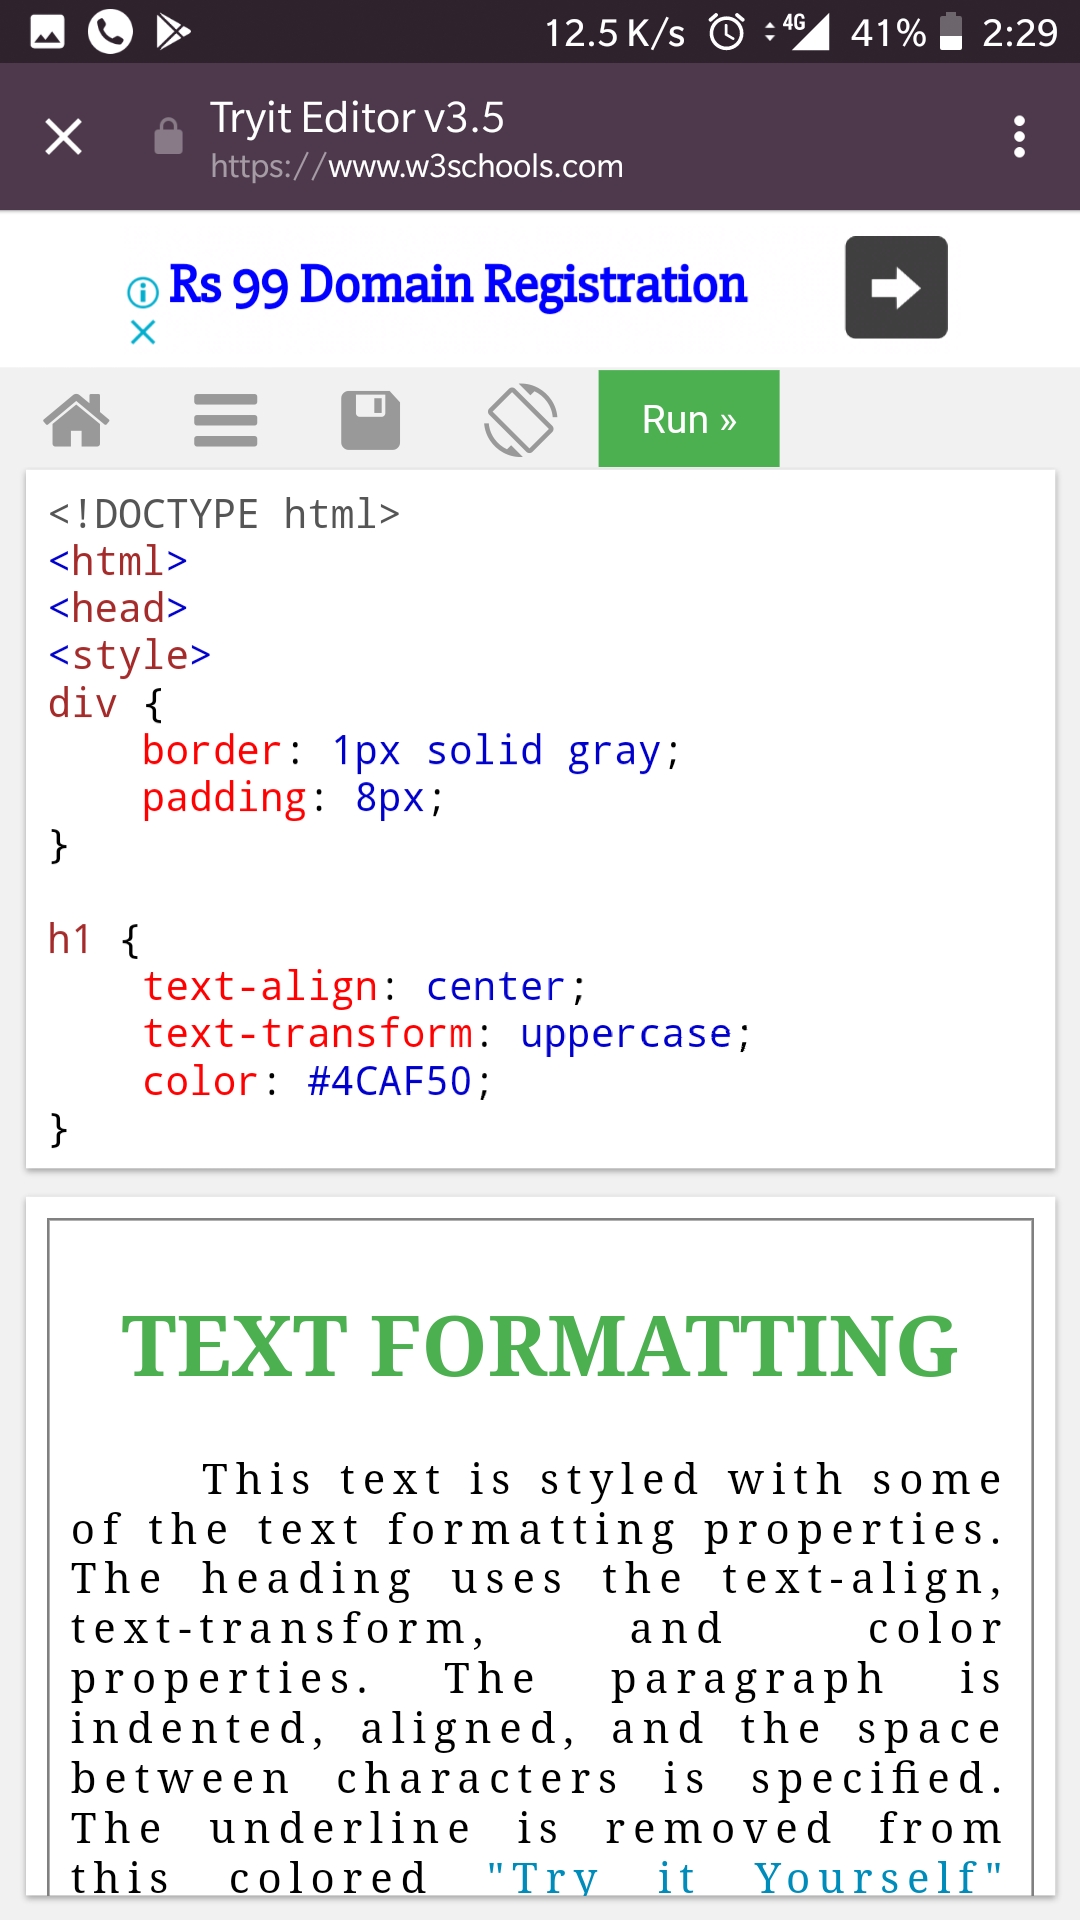 12.5 K/s 4G 41% 2:29
Tryit Editor v3.5
https://www.w3schools.com
Rs 99 Domain Registration
Run »
<!DOCTYPE html>
<html>
<head>
<style>
div {
    border: 1px solid gray;
    padding: 8px;
}
h1 {
    text-align: center;
    text-transform: uppercase;
    color: #4CAF50;
}
TEXT FORMATTING
This text is styled with some
of the text formatting properties.
The heading uses the text-align,
text-transform, and color
properties. The paragraph is
indented, aligned, and the space
between characters is specified.
The underline is removed from
this colored "Try it Yourself"